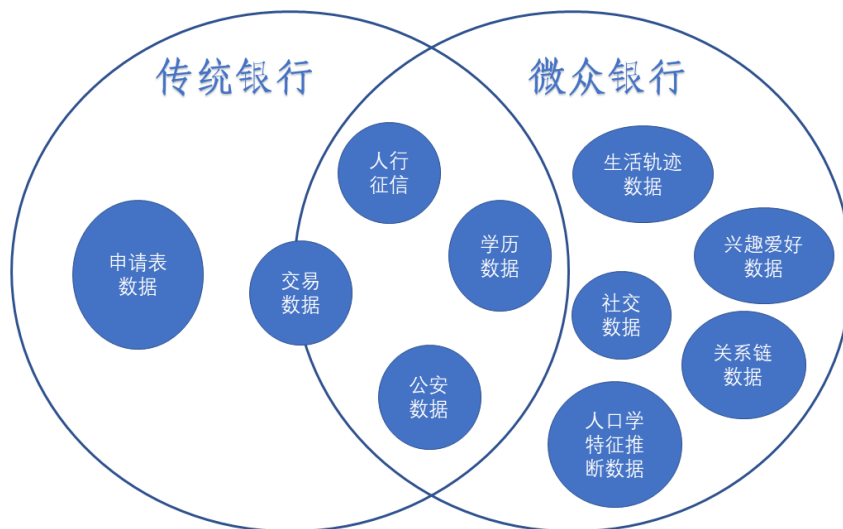 传统银行
微众银行
人行
征信
生活轨迹
数据
学历
数据
兴趣爱好
数据
申请表
数据
交易
数据
社交
数据
关系链
数据
公安
数据
人口学
特征推
断数据